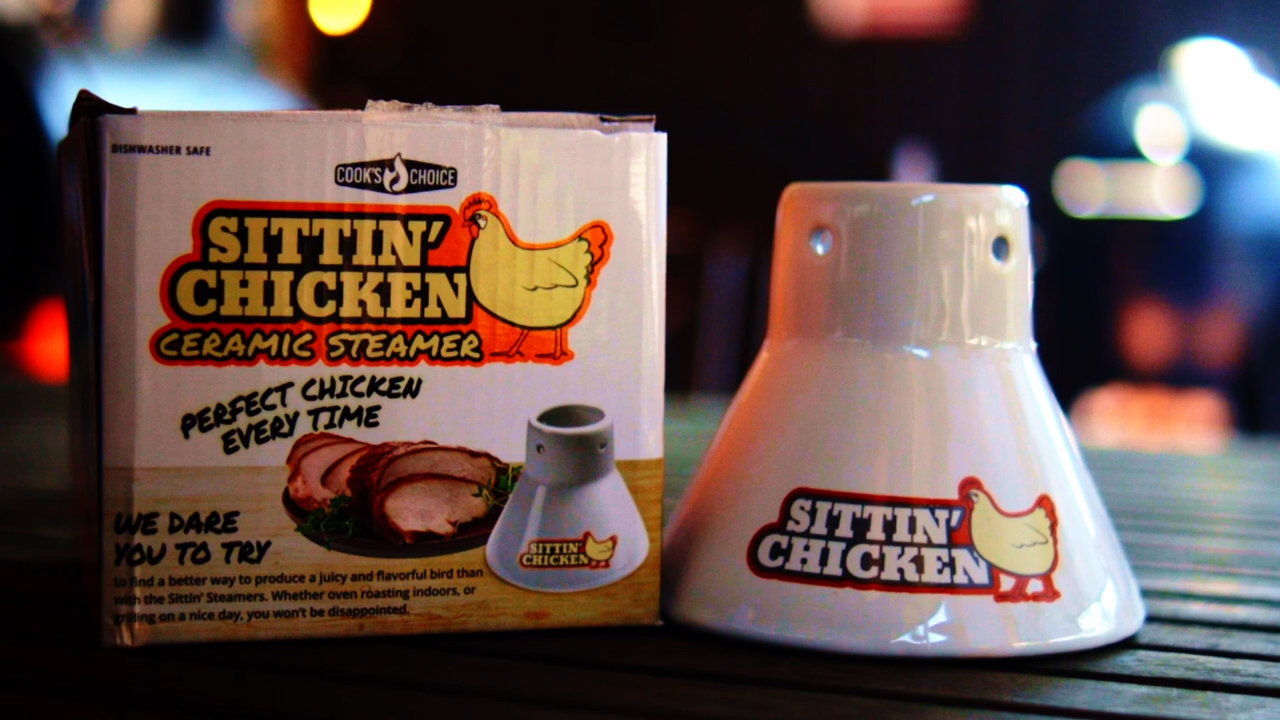 DISHWASHER SAFE
COOK'S CHOICE
SITTIN'
CHICKEN
CERAMIC STEAMER
PERFECT CHICKEN
EVERY TIME
WE DARE
YOU TO TRY
to find a better way to produce a juicy and flavorful bird than
with the Sittin' Steamers. Whether oven roasting indoors, or
grilling on a nice day, you won't be disappointed.
SITTIN'
CHICKEN
SITTIN'
CHICKEN